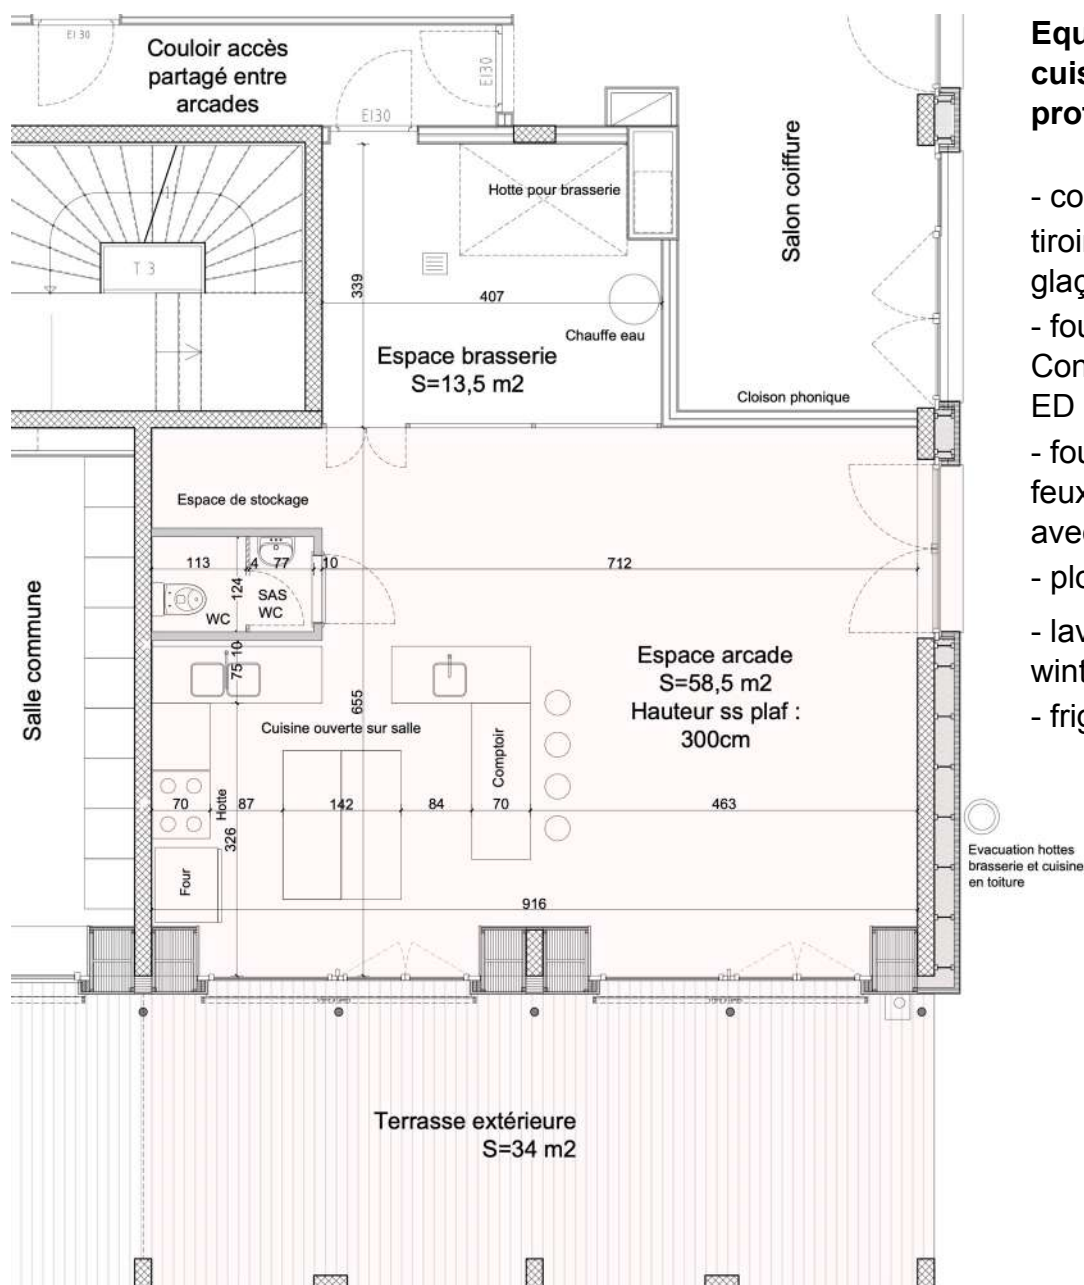 EI 30
Couloir accès
partagé entre
arcades
EI30
EI30
T 3
Hotte pour brasserie
Salon coiffure
339
407
Chauffe eau
Espace brasserie
S=13,5 m2
Cloison phonique
Espace de stockage
113
4
77
10
712
124
SAS
WC
WC
Salle commune
10
75
655
Cuisine ouverte sur salle
Espace arcade
S=58,5 m2
Hauteur ss plaf :
300cm
Comptoir
Hotte
70
87
142
84
70
463
326
Four
916
Evacuation hottes
brasserie et cuisine
en toiture
Terrasse extérieure
S=34 m2
Equ
cuis
prof
- co
tiroir
glaç
- fou
Con
ED
- fou
feux
avec
- plo
- lav
wint
- frig